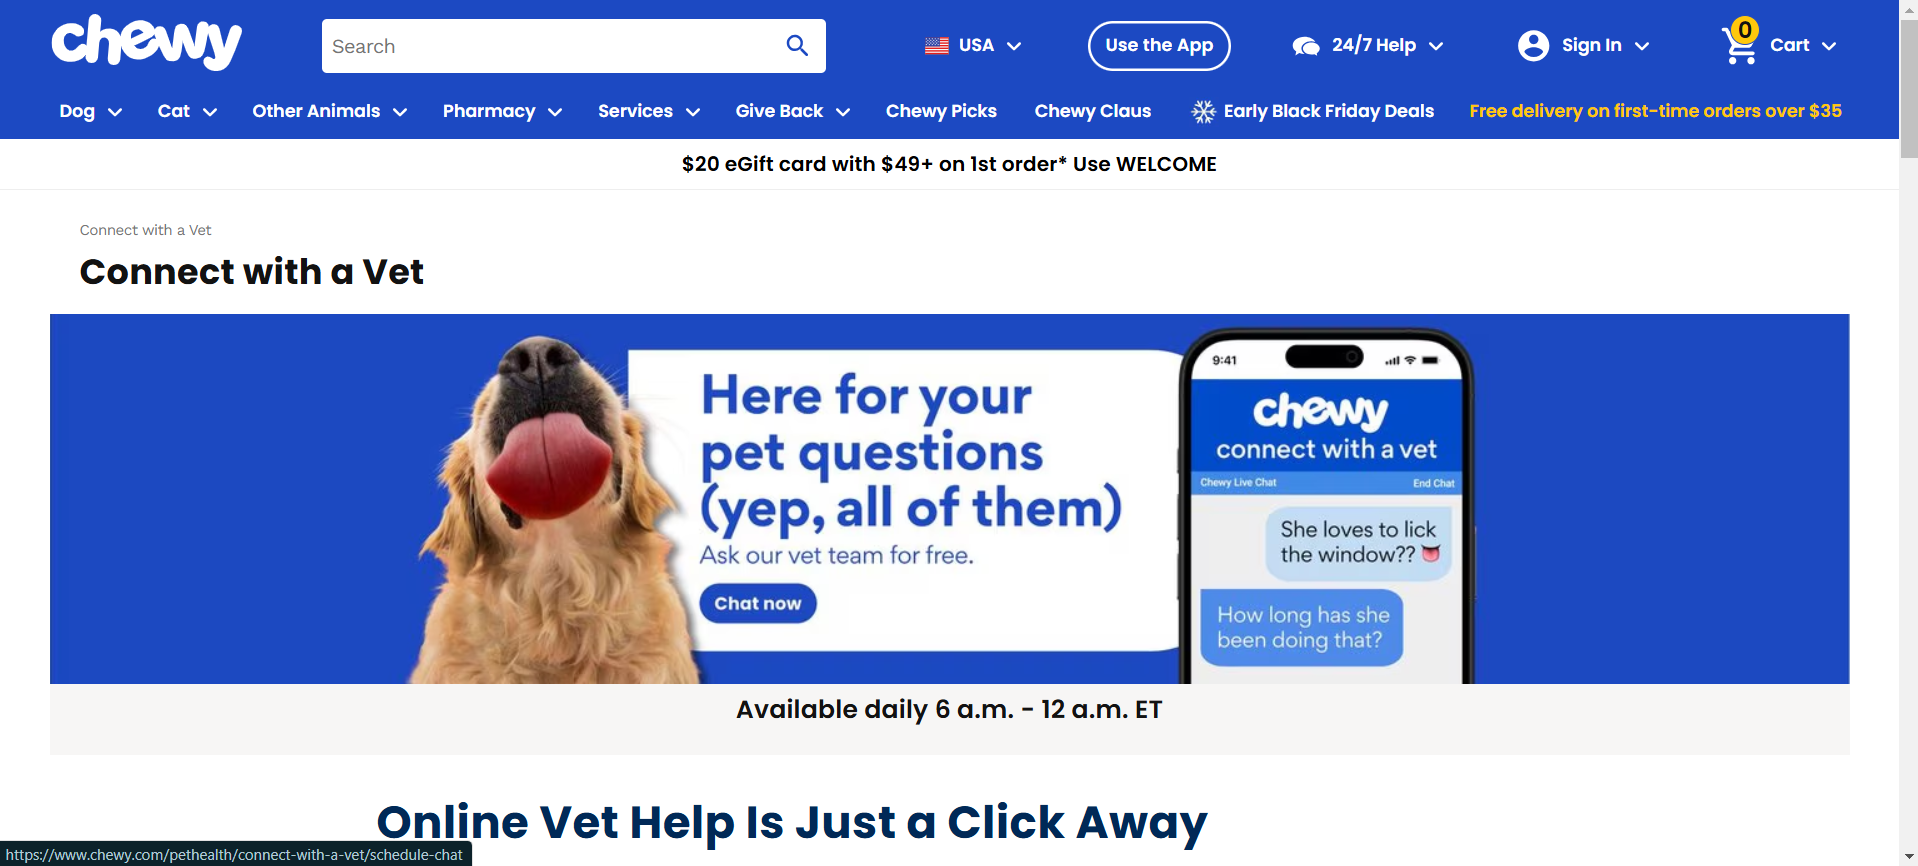 chewy
Search
USA
Use the App
24/7 Help
Sign In
0
Cart
Dog
Cat
Other Animals
Pharmacy
Services
Give Back
Chewy Picks
Chewy Claus
Early Black Friday Deals
Free delivery on first-time orders over $35
$20 eGift card with $49+ on 1st order* Use WELCOME
Connect with a Vet
Connect with a Vet
Here for your
pet questions
(yep, all of them)
Ask our vet team for free.
Chat now
9:41
chewy
connect with a vet
Chewy Live Chat
End Chat
She loves to lick
the window?? 👅
How long has she
been doing that?
Available daily 6 a.m. - 12 a.m. ET
Online Vet Help Is Just a Click Away
https://www.chewy.com/pethealth/connect-with-a-vet/schedule-chat